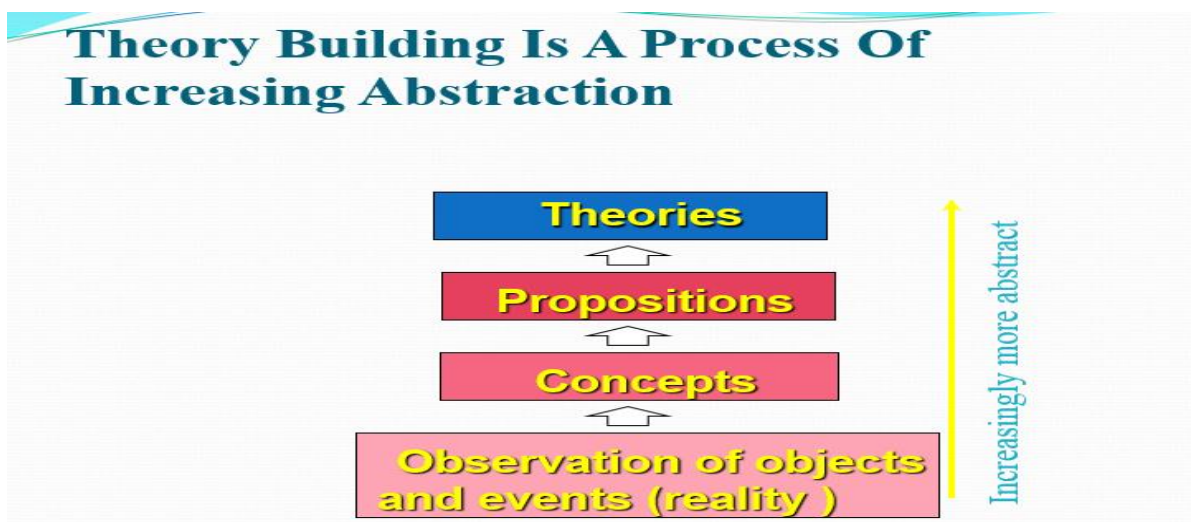 Theory Building Is A Process Of
Increasing Abstraction
Theories
Propositions
Concepts
Observation of objects
and events (reality )
Increasingly more abstract